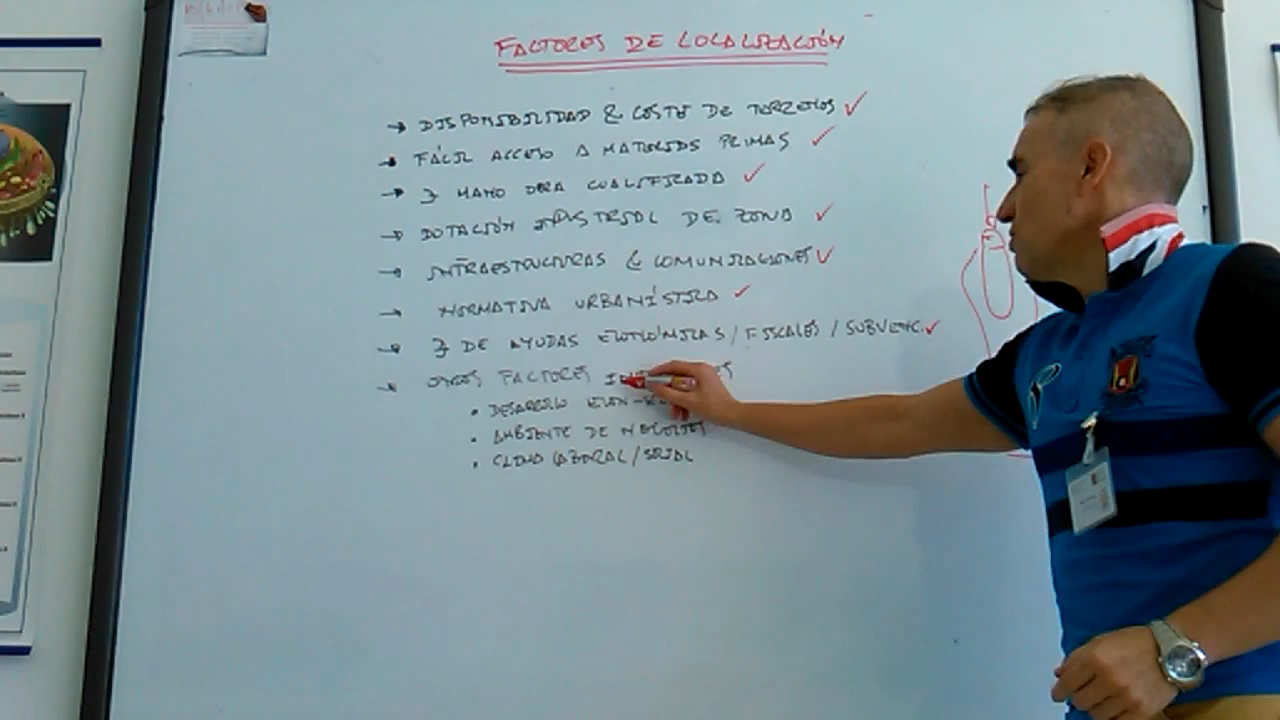 FACTORES DE LOCALIZACIÓN
→ DISPONIBILIDAD & COSTE DE TERRENOS ✓
→ FÁCIL ACCESO A MATERIAS PRIMAS ✓
→ ∃ MANO OBRA CUALIFICADA ✓
→ DOTACIÓN INDUSTRIAL DE ZONA ✓
→ INFRAESTRUCTURAS & COMUNICACIONES ✓
→ NORMATIVA URBANÍSTICA ✓
→ ∃ DE AYUDAS ECONÓMICAS / FISCALES / SUBVENC. ✓
→ OTROS FACTORES
• DESARROLLO ECON-
• AMBIENTE DE NEGOCIOS
• CLIMA LABORAL / SOCIAL